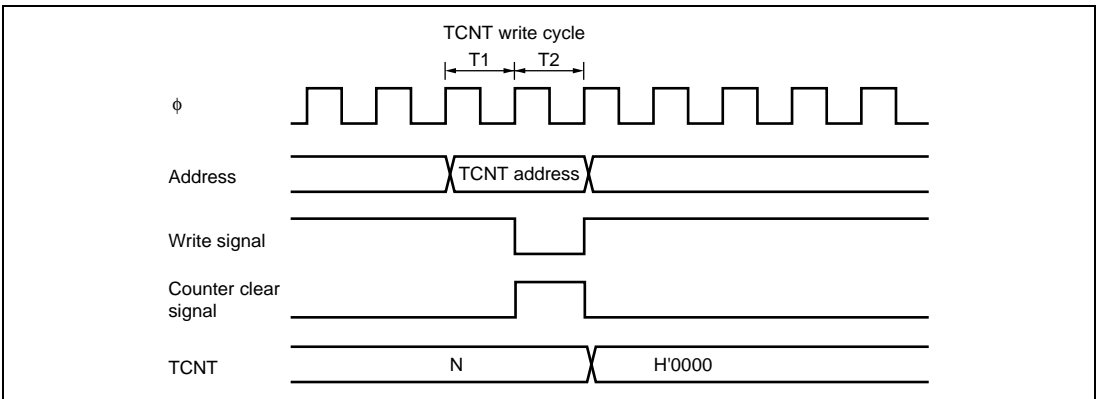 TCNT write cycle
T1 T2
ϕ
Address
TCNT address
Write signal
Counter clear
signal
TCNT
N
H'0000